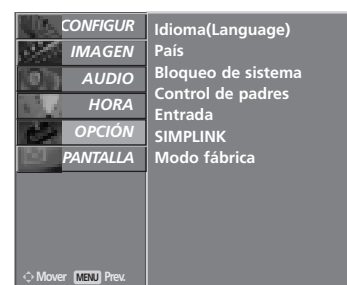 CONFIGUR
IMAGEN
AUDIO
HORA
OPCIÓN
PANTALLA
Idioma(Language)
País
Bloqueo de sistema
Control de padres
Entrada
SIMPLINK
Modo fábrica
Mover MENU Prev.